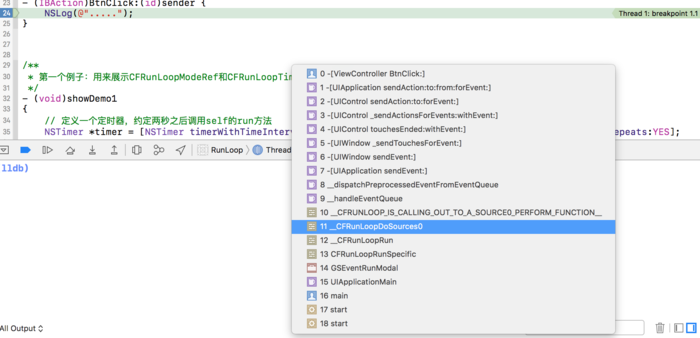 23
- (IBAction)BtnClick:(id)sender {
24
NSLog(@".....");
Thread 1: breakpoint 1.1
25
}
/**
28
* 第一个例子：用来展示CFRunLoopModeRef和CFRunLoopTim
*/
30
- (void)showDemo1
31
{
32
// 定义一个定时器，约定两秒之后调用self的run方法
34
NSTimer *timer = [NSTimer timerWithTimeInterv
epeats:YES];
35
RunLoop
Thread
lldb)
0 -[ViewController BtnClick:]
1 -[UIApplication sendAction:to:from:forEvent:]
2 -[UIControl sendAction:to:forEvent:]
3 -[UIControl _sendActionsForEvents:withEvent:]
4 -[UIControl touchesEnded:withEvent:]
5 -[UIWindow _sendTouchesForEvent:]
6 -[UIWindow sendEvent:]
7 -[UIApplication sendEvent:]
8 __dispatchPreprocessedEventFromEventQueue
9 __handleEventQueue
10 __CFRUNLOOP_IS_CALLING_OUT_TO_A_SOURCE0_PERFORM_FUNCTION__
11 __CFRunLoopDoSources0
12 __CFRunLoopRun
13 CFRunLoopRunSpecific
14 GSEventRunModal
15 UIApplicationMain
16 main
17 start
18 start
All Output